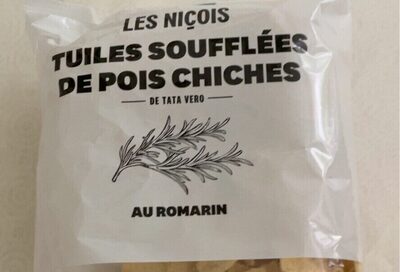 LES NIÇOIS
TUILES SOUFFLÉES
DE POIS CHICHES
DE TATA VERO
AU ROMARIN